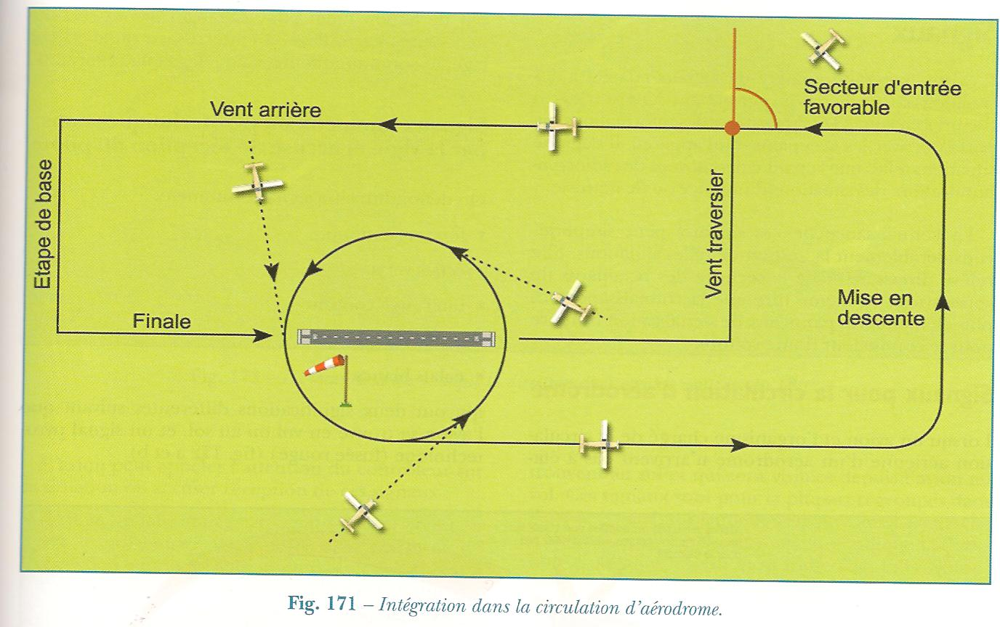 Secteur d'entrée
favorable
Vent arrière
Etape de base
Vent traversier
Mise en
descente
Finale
Fig. 171 – Intégration dans la circulation d'aérodrome.